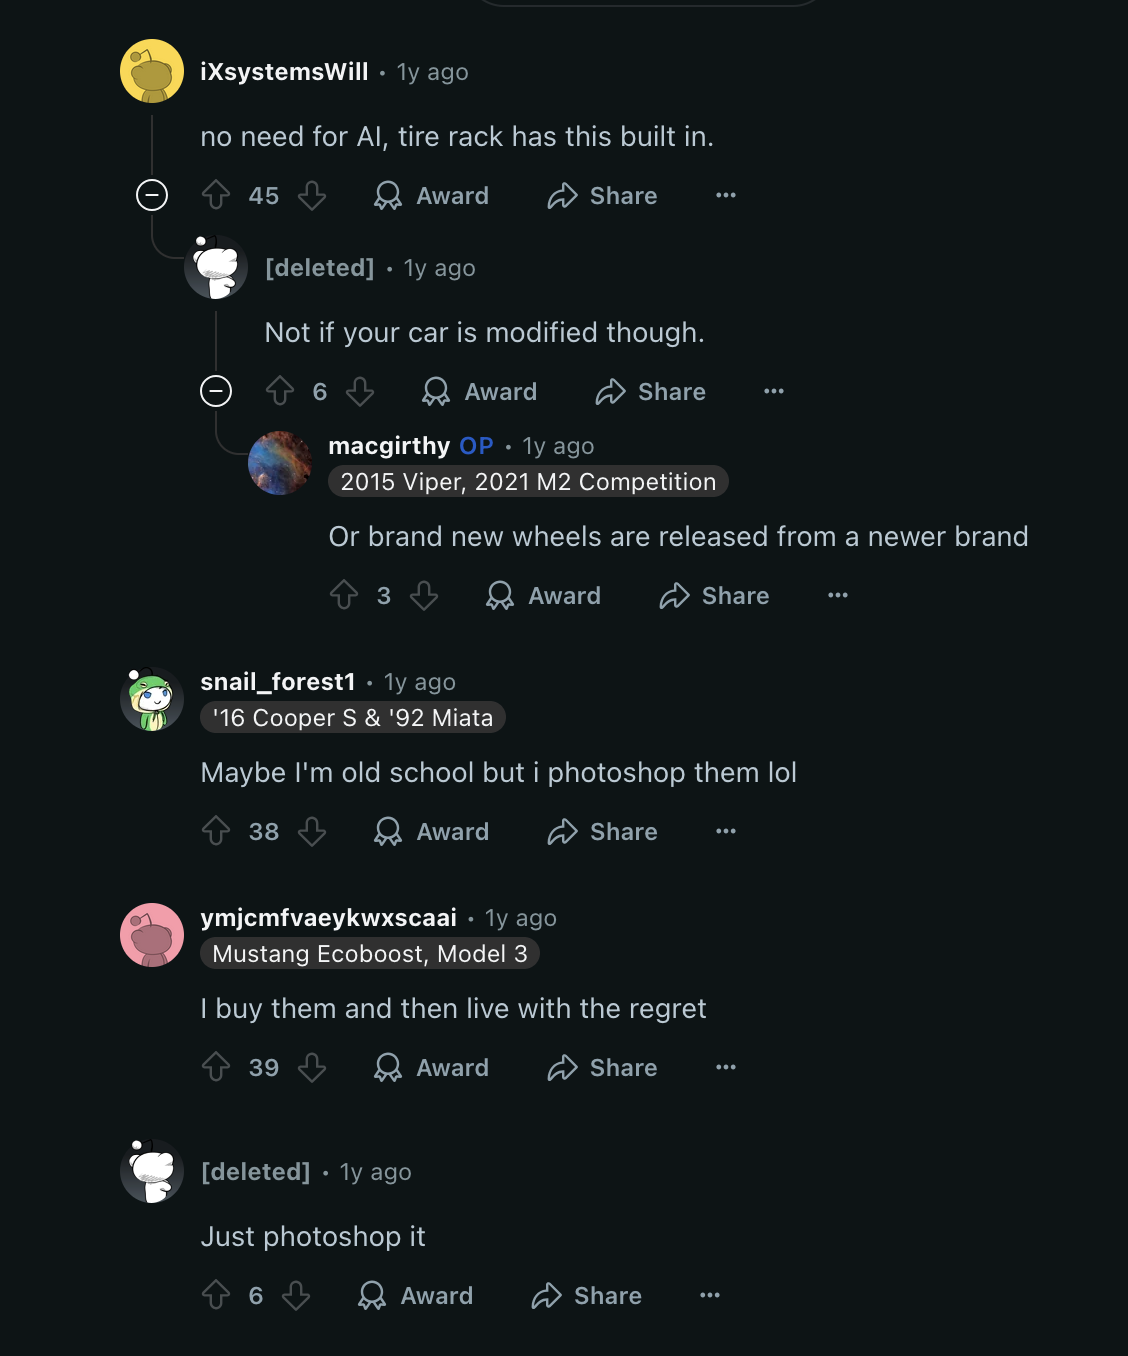 iXsystemsWill • 1y ago
no need for AI, tire rack has this built in.
45 Award Share ...
[deleted] • 1y ago
Not if your car is modified though.
6 Award Share ...
macgirthy OP • 1y ago
2015 Viper, 2021 M2 Competition
Or brand new wheels are released from a newer brand
3 Award Share ...
snail_forest1 • 1y ago
'16 Cooper S & '92 Miata
Maybe I'm old school but i photoshop them lol
38 Award Share ...
ymjcmfvaeykwxscaai • 1y ago
Mustang Ecoboost, Model 3
I buy them and then live with the regret
39 Award Share ...
[deleted] • 1y ago
Just photoshop it
6 Award Share ...